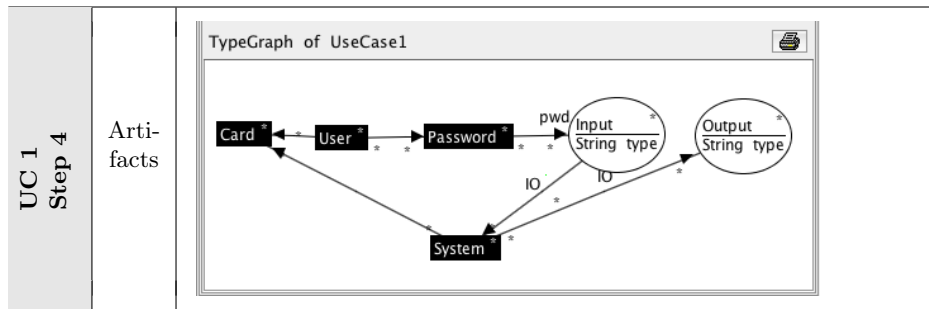 UC 1
Step 4
Arti-
facts
TypeGraph of UseCase1
Card *
User *
Password *
pwd
Input *
String type
Output *
String type
IO
IO
System *